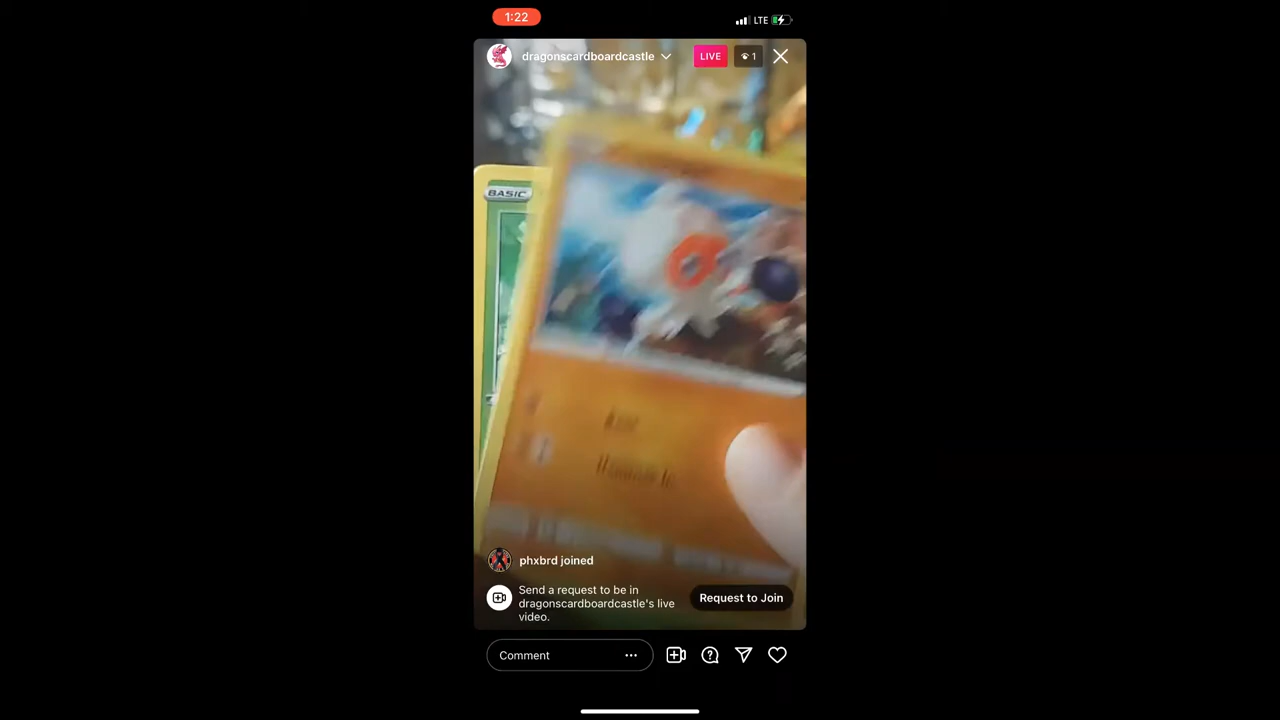 1:22
LTE
dragonscardboardcastle
LIVE
1
BASIC
phxbrd joined
Send a request to be in
dragonscardboardcastle's live
video.
Request to Join
Comment